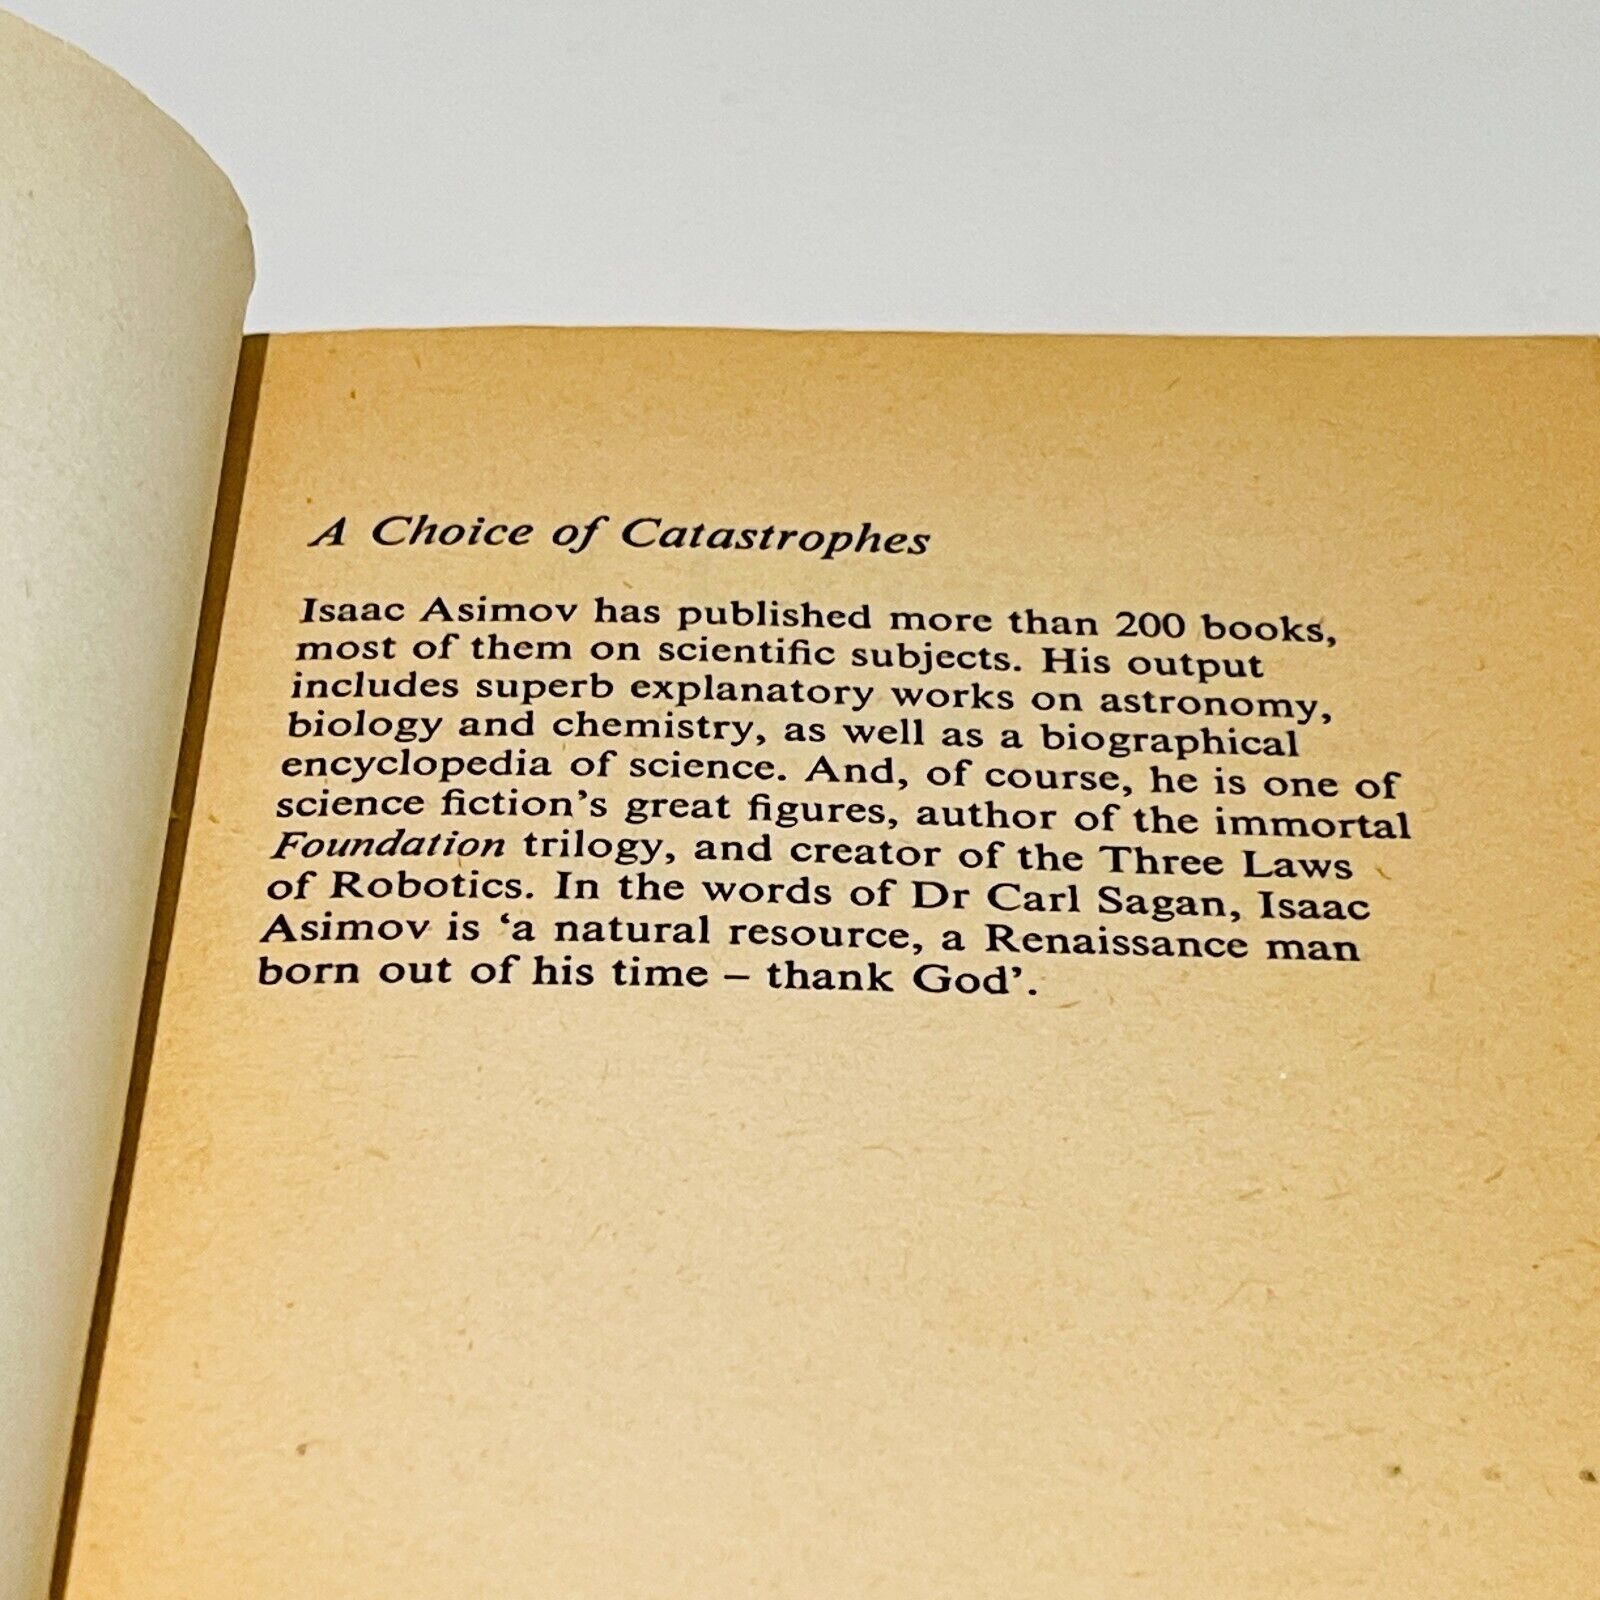 A Choice of Catastrophes
Isaac Asimov has published more than 200 books,
most of them on scientific subjects. His output
includes superb explanatory works on astronomy,
biology and chemistry, as well as a biographical
encyclopedia of science. And, of course, he is one of
science fiction’s great figures, author of the immortal
Foundation trilogy, and creator of the Three Laws
of Robotics. In the words of Dr Carl Sagan, Isaac
Asimov is ‘a natural resource, a Renaissance man
born out of his time – thank God’.